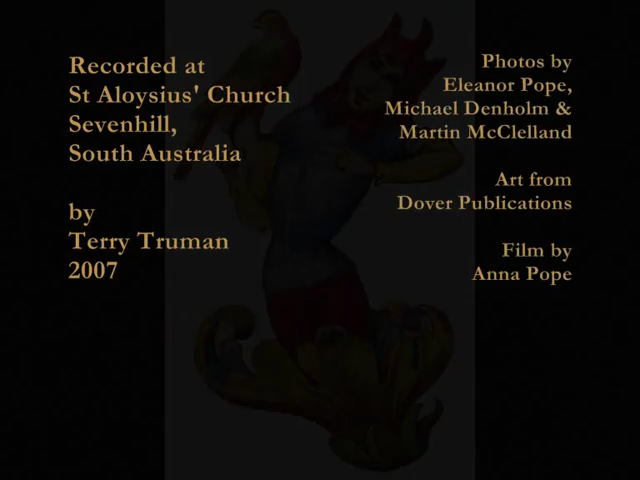 Recorded at
St Aloysius' Church
Sevenhill,
South Australia
by
Terry Truman
2007
Photos by
Eleanor Pope,
Michael Denholm &
Martin McClelland
Art from
Dover Publications
Film by
Anna Pope